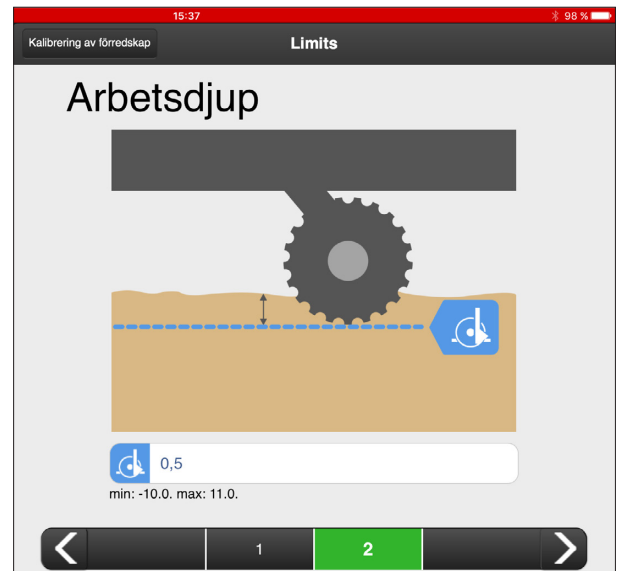 15:37
98 %
Kalibrering av förredskap
Limits
Arbetsdjup
0,5
min: -10.0. max: 11.0.
1
2